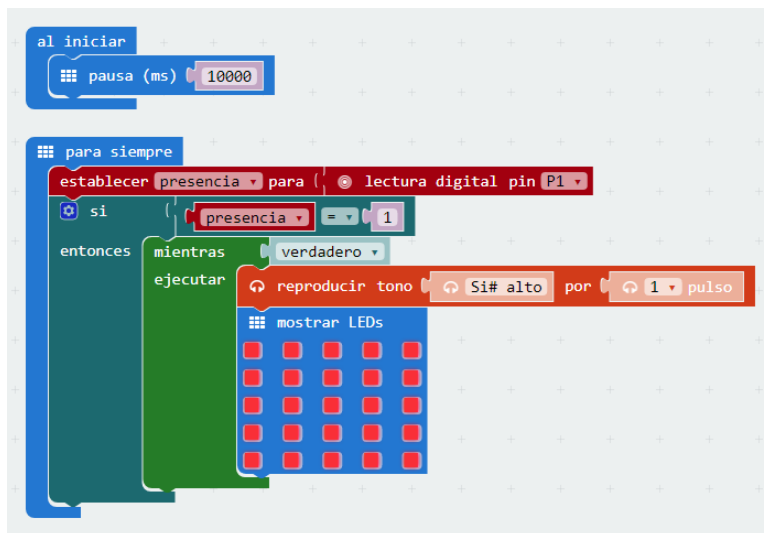 al iniciar
pausa (ms) 10000
para siempre
establecer presencia para lectura digital pin P1
si presencia = 1
entonces mientras verdadero
ejecutar reproducir tono Si# alto por 1 pulso
mostrar LEDs